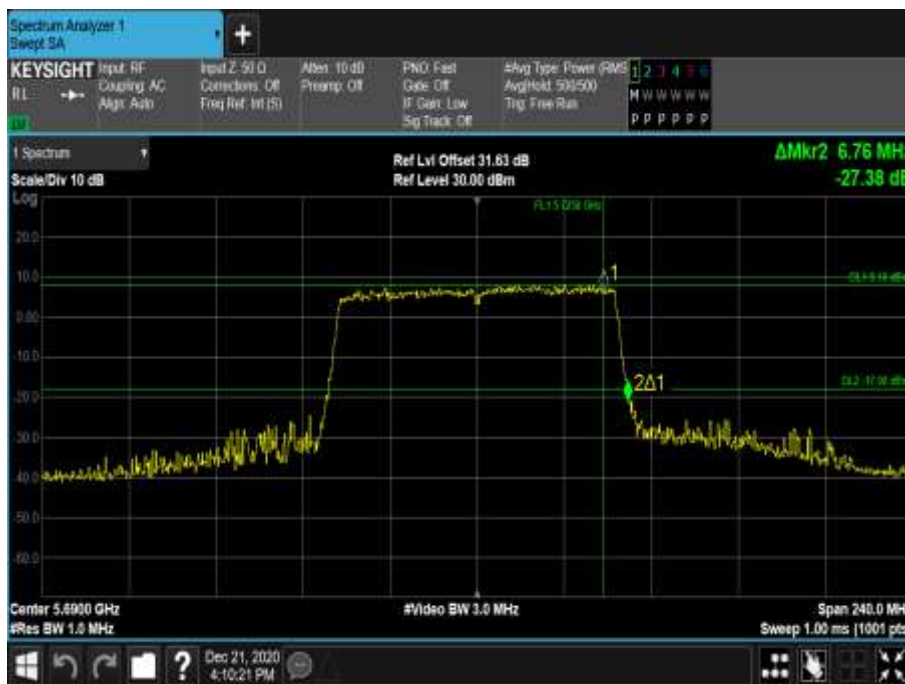 Spectrum Analyzer 1
Swept SA
+
KEYSIGHT Input: RF Input Z: 50 Ω Atten: 10 dB PNO: Fast #Avg Type: Power (RMS 1 2 3 4 5 6
RL Coupling: AC Corrections: Off Preamp: Off Gate: Off Avg|Hold: 500/500 M W W W W W
Align: Auto Freq Ref: Int (S) IF Gain: Low Trig: Free Run
Sig Track: Off P P P P P P
1 Spectrum Ref Lvl Offset 31.63 dB ΔMkr2 6.76 MH
Scale/Div 10 dB Ref Level 30.00 dBm -27.38 dB
Log
20.0
10.0
1
0.00
-10.0
2Δ1
-20.0
-30.0
-40.0
-50.0
-60.0
Center 5.6900 GHz #Video BW 3.0 MHz Span 240.0 MH
#Res BW 1.0 MHz Sweep 1.00 ms (1001 pts
? Dec 21, 2020
4:10:21 PM